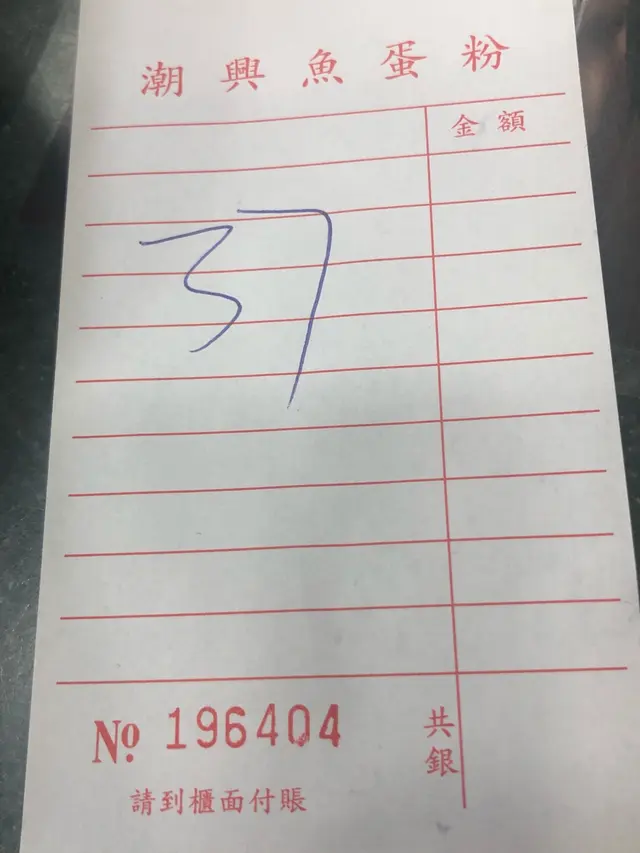 潮興魚蛋粉
金額
37
№ 196404
共銀
請到櫃面付賬